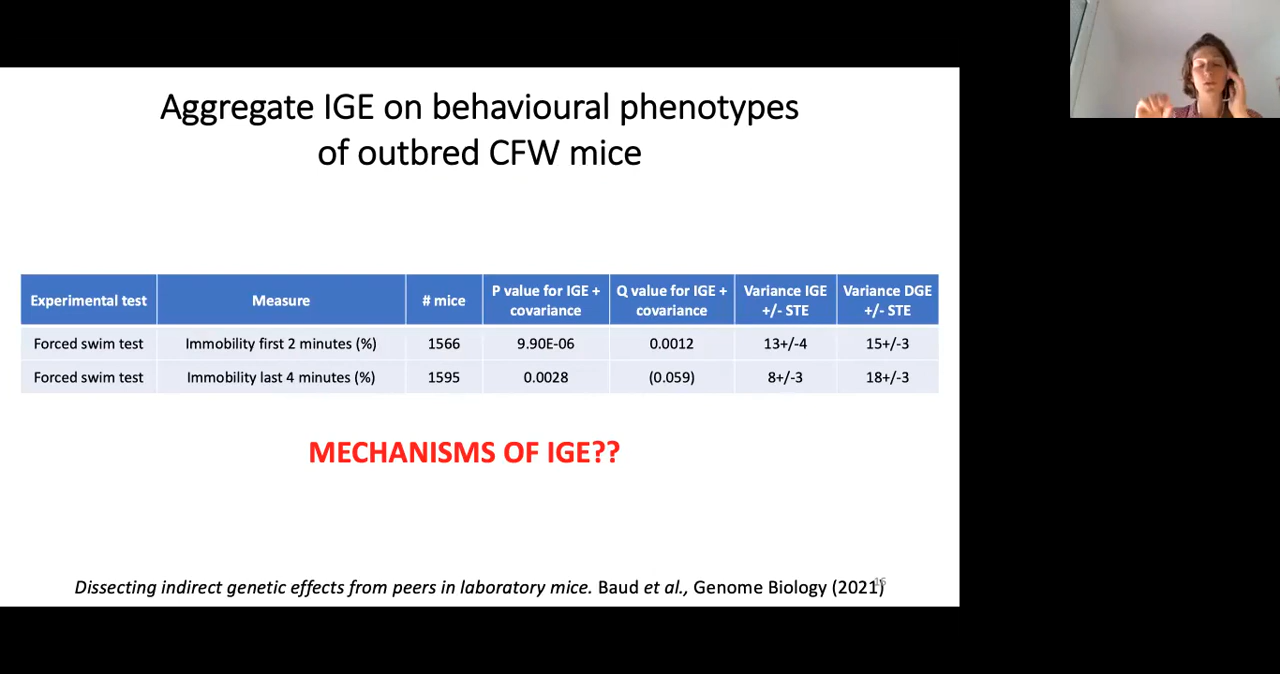 Aggregate IGE on behavioural phenotypes
of outbred CFW mice
Experimental test Measure # mice P value for IGE + covariance Q value for IGE + covariance Variance IGE +/- STE Variance DGE +/- STE
Forced swim test Immobility first 2 minutes (%) 1566 9.90E-06 0.0012 13+/-4 15+/-3
Forced swim test Immobility last 4 minutes (%) 1595 0.0028 (0.059) 8+/-3 18+/-3
MECHANISMS OF IGE??
Dissecting indirect genetic effects from peers in laboratory mice. Baud et al., Genome Biology (2021)
16